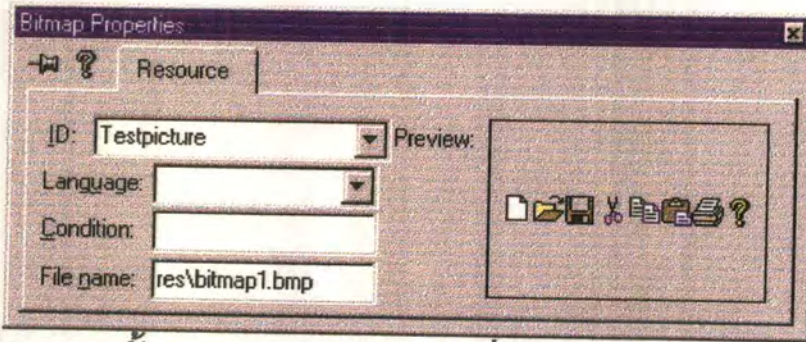 Bitmap Properties
Resource
ID: Testpicture
Preview:
Language:
Condition:
File name: res\bitmap1.bmp